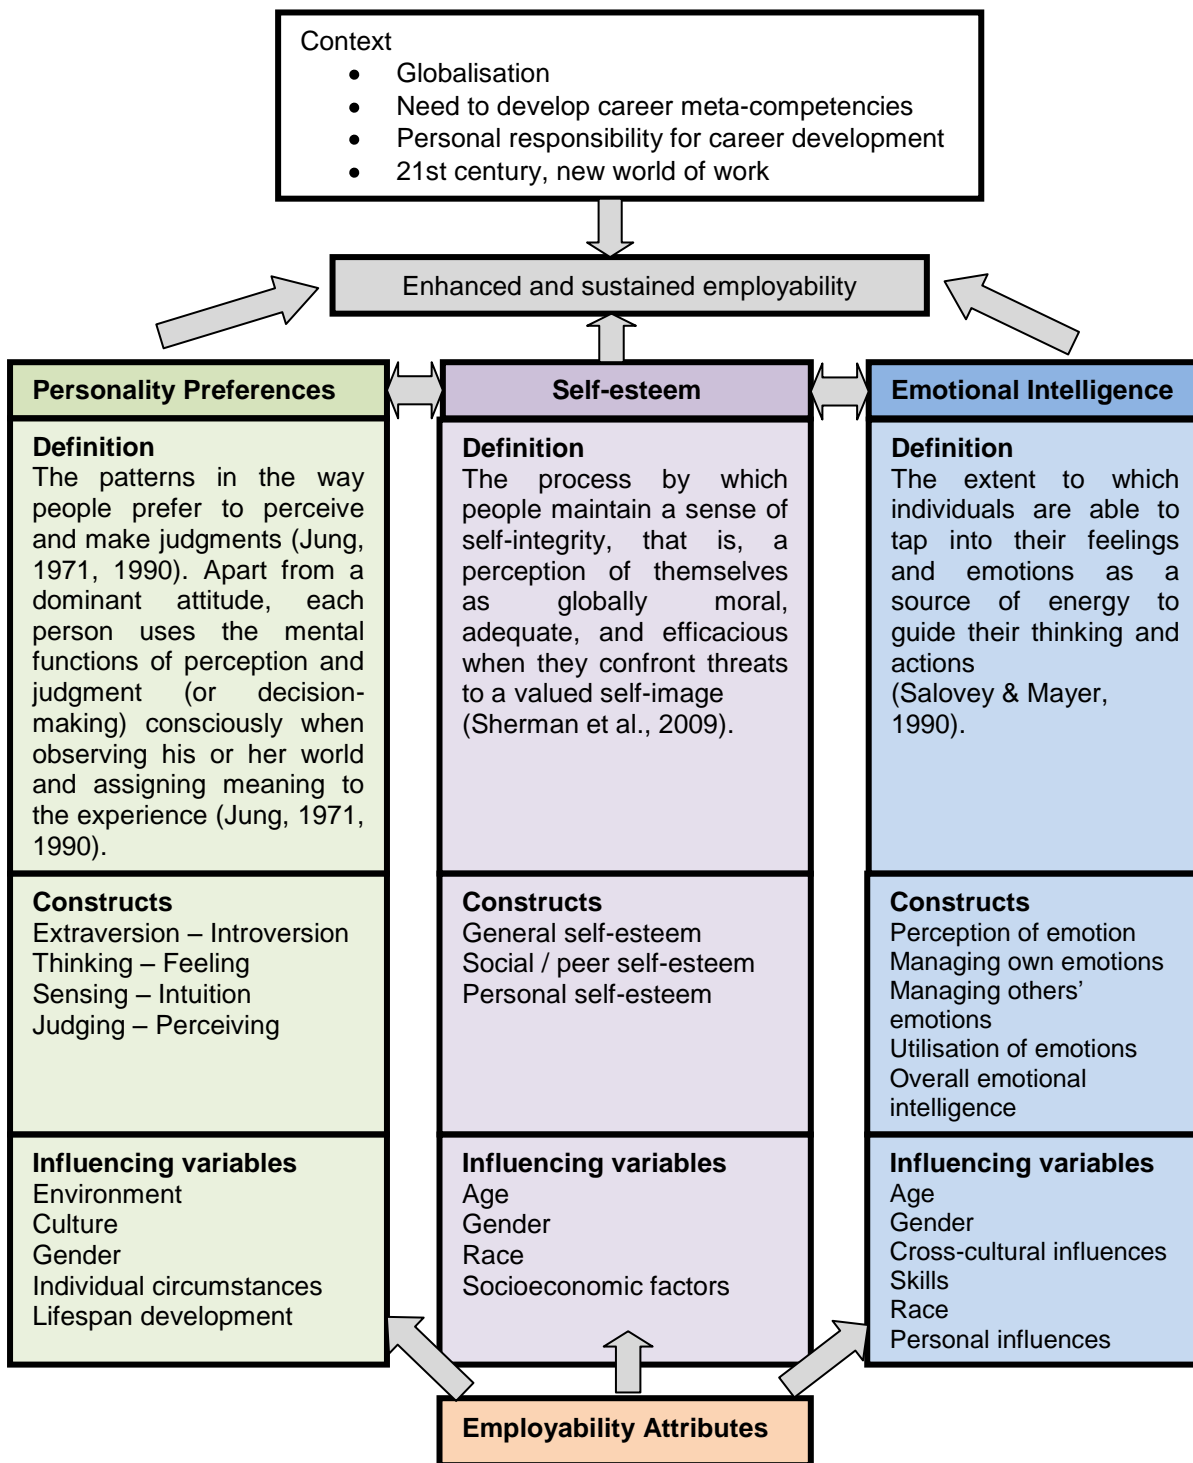 Context
• Globalisation
• Need to develop career meta-competencies
• Personal responsibility for career development
• 21st century, new world of work
Enhanced and sustained employability
Personality Preferences
Definition
The patterns in the way
people prefer to perceive
and make judgments (Jung,
1971, 1990). Apart from a
dominant attitude, each
person uses the mental
functions of perception and
judgment (or decision-
making) consciously when
observing his or her world
and assigning meaning to
the experience (Jung, 1971,
1990).
Constructs
Extraversion – Introversion
Thinking – Feeling
Sensing – Intuition
Judging – Perceiving
Influencing variables
Environment
Culture
Gender
Individual circumstances
Lifespan development
Self-esteem
Definition
The process by which
people maintain a sense of
self-integrity, that is, a
perception of themselves
as globally moral,
adequate, and efficacious
when they confront threats
to a valued self-image
(Sherman et al., 2009).
Constructs
General self-esteem
Social / peer self-esteem
Personal self-esteem
Influencing variables
Age
Gender
Race
Socioeconomic factors
Emotional Intelligence
Definition
The extent to which
individuals are able to
tap into their feelings
and emotions as a
source of energy to
guide their thinking and
actions
(Salovey & Mayer,
1990).
Constructs
Perception of emotion
Managing own emotions
Managing others’
emotions
Utilisation of emotions
Overall emotional
intelligence
Influencing variables
Age
Gender
Cross-cultural influences
Skills
Race
Personal influences
Employability Attributes